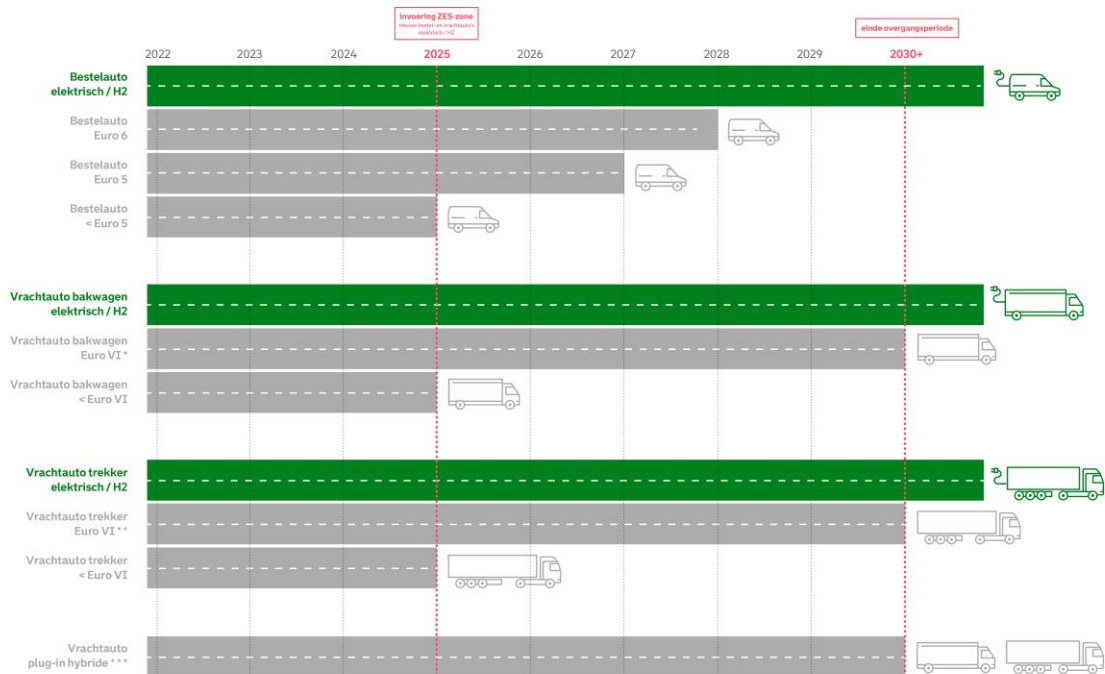 invoering ZES-zone
nieuwe bestel- en vrachtauto's
elektrisch / H2
einde overgangsperiode
2022 2023 2024 2025 2026 2027 2028 2029 2030+
Bestelauto
elektrisch / H2
Bestelauto
Euro 6
Bestelauto
Euro 5
Bestelauto
< Euro 5
Vrachtauto bakwagen
elektrisch / H2
Vrachtauto bakwagen
Euro VI *
Vrachtauto bakwagen
< Euro VI
Vrachtauto trekker
elektrisch / H2
Vrachtauto trekker
Euro VI **
Vrachtauto trekker
< Euro VI
Vrachtauto
plug-in hybride ***